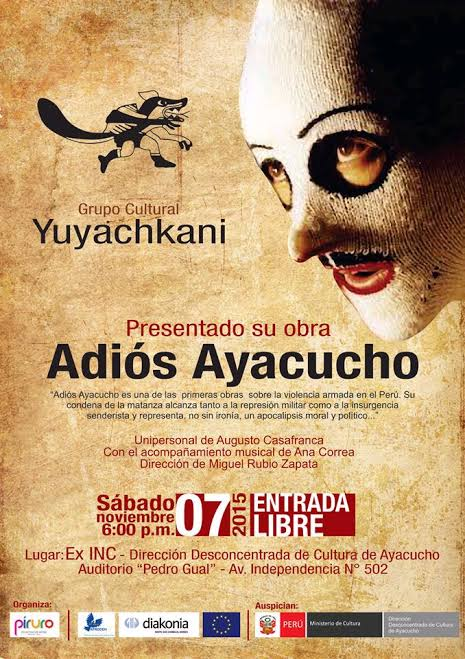 Grupo Cultural
Yuyachkani
Presentado su obra
Adiós Ayacucho
"Adiós Ayacucho es una de las primeras obras sobre la violencia armada en el Perú. Su
condena de la matanza alcanza tanto a la represión militar como a la insurgencia
senderista y representa, no sin ironía, un apocalipsis moral y político..."
Unipersonal de Augusto Casafranca
Con el acompañamiento musical de Ana Correa
Dirección de Miguel Rubio Zapata
Sábado
noviembre
6:00 p.m.
07
2015
ENTRADA
LIBRE
Lugar: Ex INC - Dirección Desconcentrada de Cultura de Ayacucho
Auditorio "Pedro Gual" - Av. Independencia N° 502
Organiza:
Auspician:
piruro
diakonia
PERÚ
Ministerio de Cultura
Dirección
Desconcentrada de Cultura
de Ayacucho